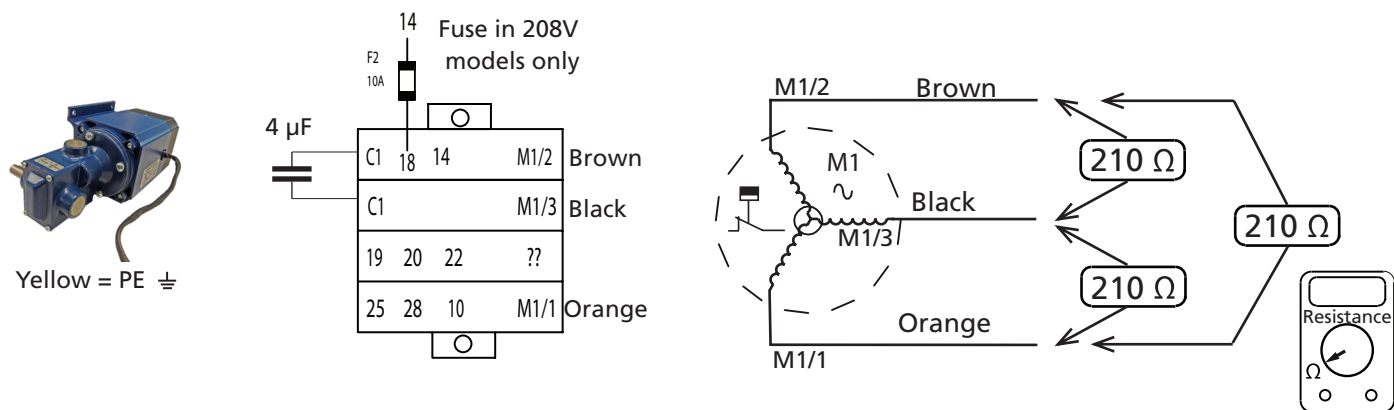 Yellow = PE
14
Fuse in 208V
models only
F2
10A
4 µF
C1 18 14 M1/2 Brown
C1 M1/3 Black
19 20 22 ??
25 28 10 M1/1 Orange
M1/2 Brown
M1
210 Ω
Black
M1/3
210 Ω
210 Ω
Orange
M1/1
Resistance
Ω